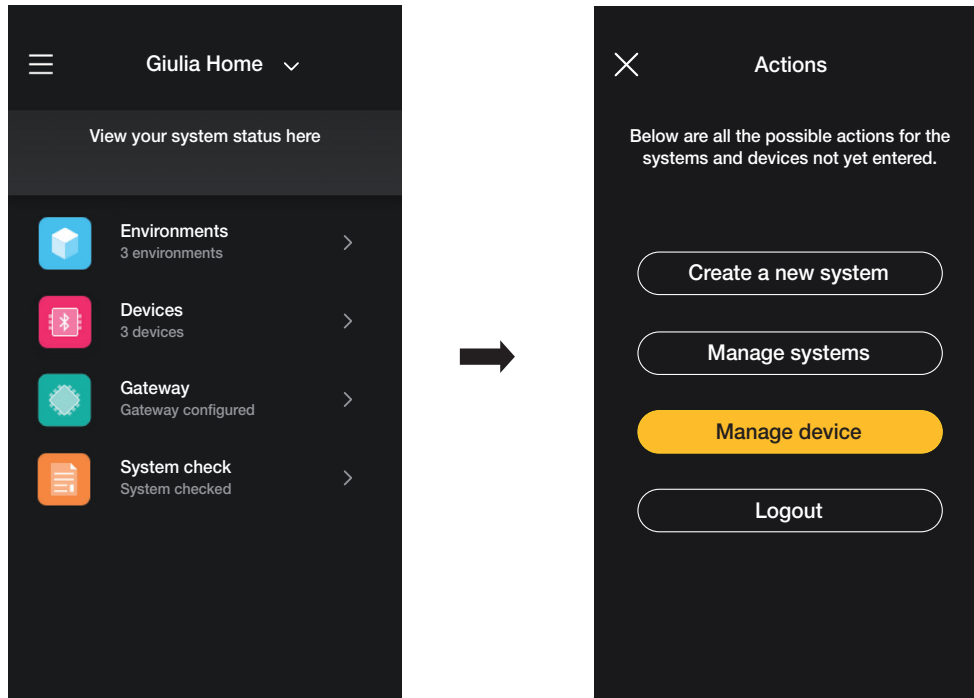 Giulia Home
View your system status here
Environments
3 environments
Devices
3 devices
Gateway
Gateway configured
System check
System checked
Actions
Below are all the possible actions for the
systems and devices not yet entered.
Create a new system
Manage systems
Manage device
Logout